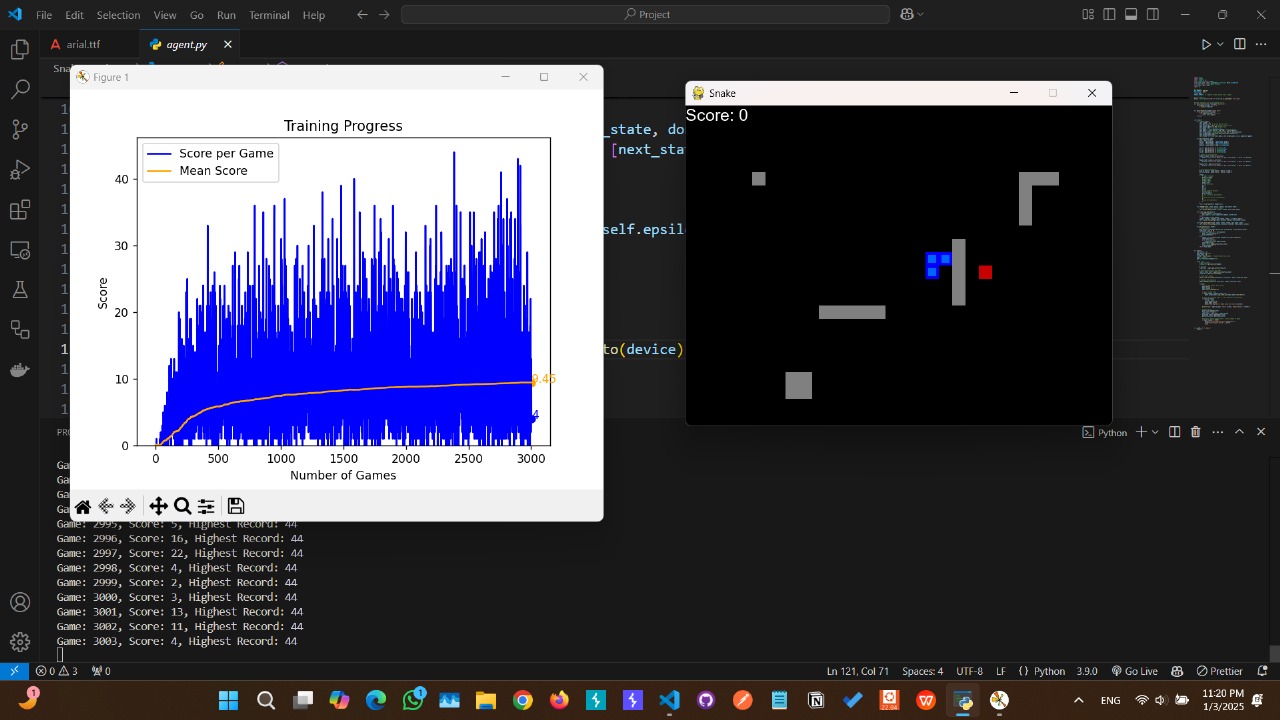 File Edit Selection View Go Run Terminal Help
Project
arial.ttf
agent.py
Sna
Figure 1
Training Progress
Score per Game
Mean Score
Score
40
30
20
10
0
9.46
4
0 500 1000 1500 2000 2500 3000
Number of Games
_state, do
[next_sta
self.epsil
to(device)
Snake
Score: 0
Python
Game: 2995, Score: 5, Highest Record: 44
Game: 2996, Score: 16, Highest Record: 44
Game: 2997, Score: 22, Highest Record: 44
Game: 2998, Score: 4, Highest Record: 44
Game: 2999, Score: 2, Highest Record: 44
Game: 3000, Score: 3, Highest Record: 44
Game: 3001, Score: 13, Highest Record: 44
Game: 3002, Score: 11, Highest Record: 44
Game: 3003, Score: 4, Highest Record: 44
0 3 0 Ln 121, Col 71 Spaces: 4 UTF-8 LF { } Python 3.9.0 Go Live Prettier
1
1
22.04
ENG
11:20 PM
1/3/2025